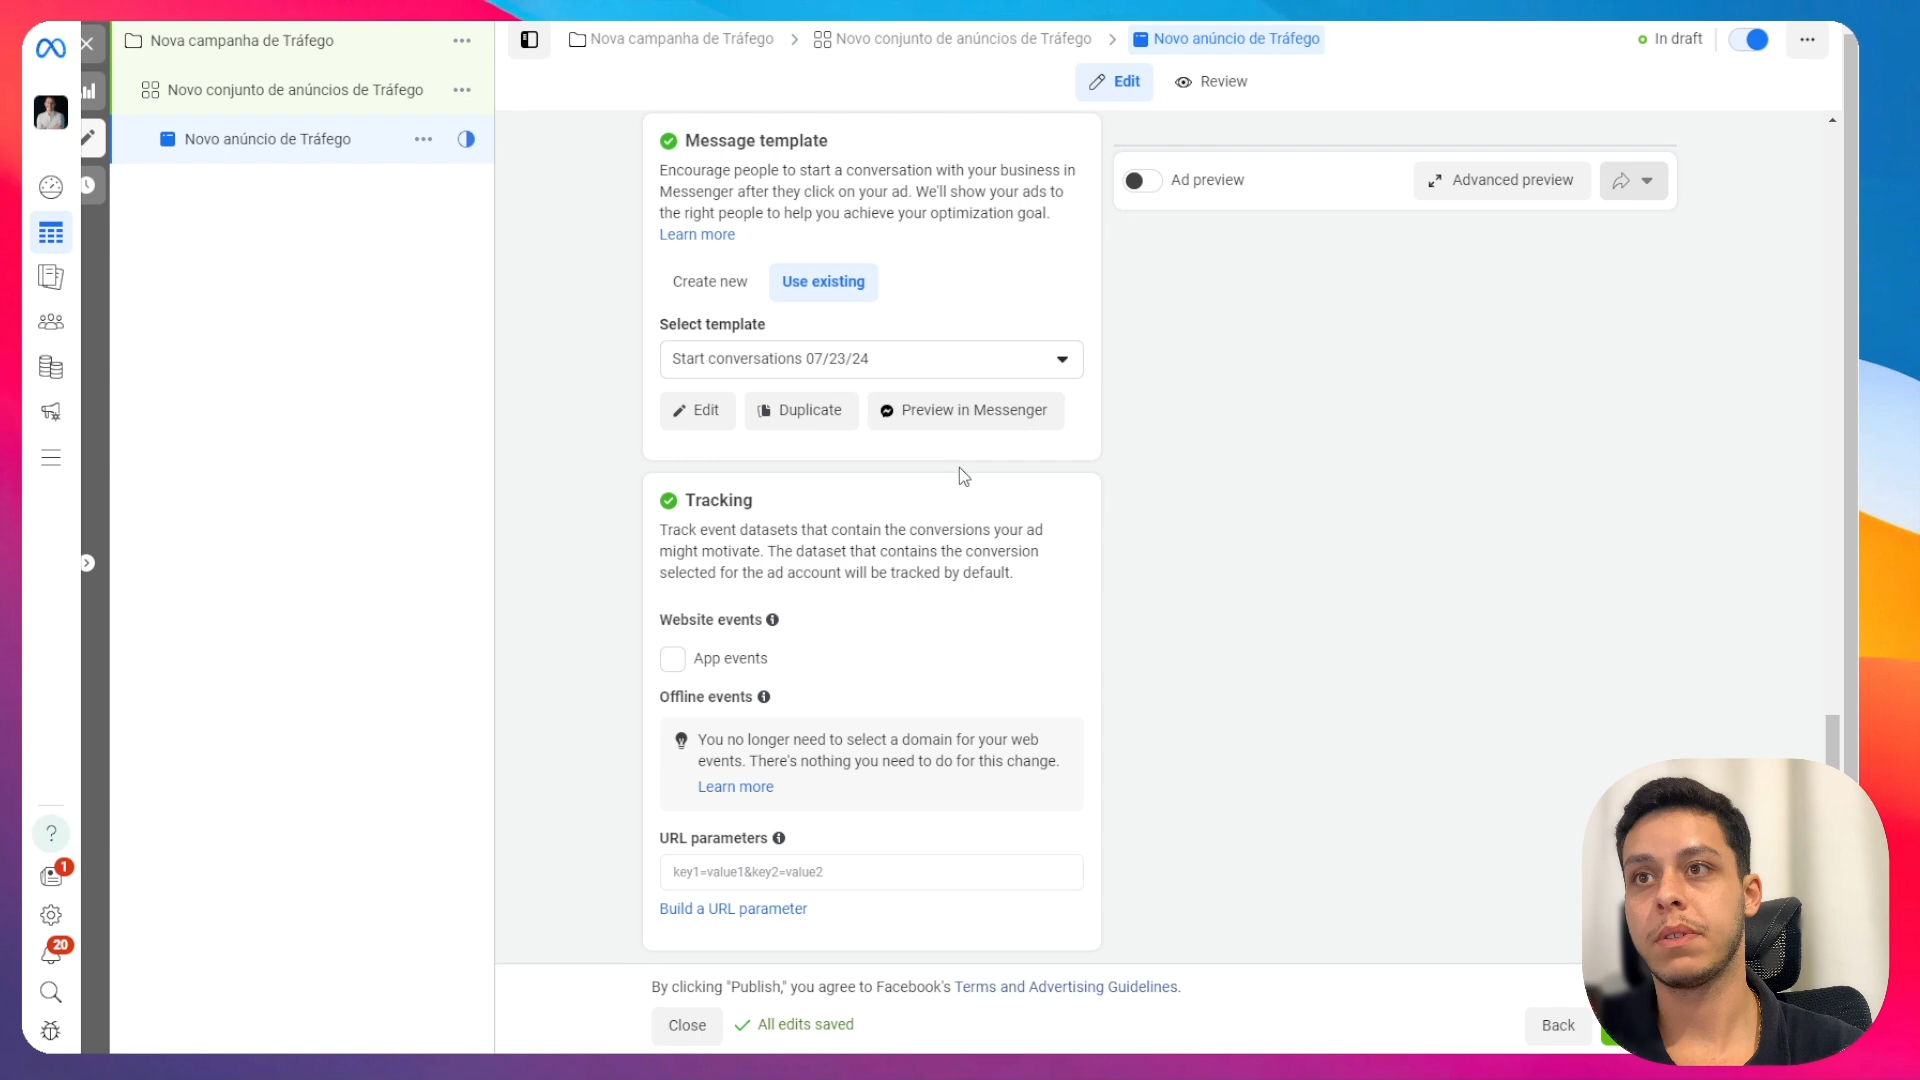 Nova campanha de Tráfego
Novo conjunto de anúncios de Tráfego
Novo anúncio de Tráfego
Nova campanha de Tráfego
Novo conjunto de anúncios de Tráfego
Novo anúncio de Tráfego
In draft
Edit
Review
Message template
Encourage people to start a conversation with your business in
Messenger after they click on your ad. We'll show your ads to
the right people to help you achieve your optimization goal.
Learn more
Create new
Use existing
Select template
Start conversations 07/23/24
Edit
Duplicate
Preview in Messenger
Ad preview
Advanced preview
Tracking
Track event datasets that contain the conversions your ad
might motivate. The dataset that contains the conversion
selected for the ad account will be tracked by default.
Website events
App events
Offline events
You no longer need to select a domain for your web
events. There's nothing you need to do for this change.
Learn more
URL parameters
key1=value1&key2=value2
Build a URL parameter
1
20
By clicking "Publish," you agree to Facebook's Terms and Advertising Guidelines.
Close
All edits saved
Back